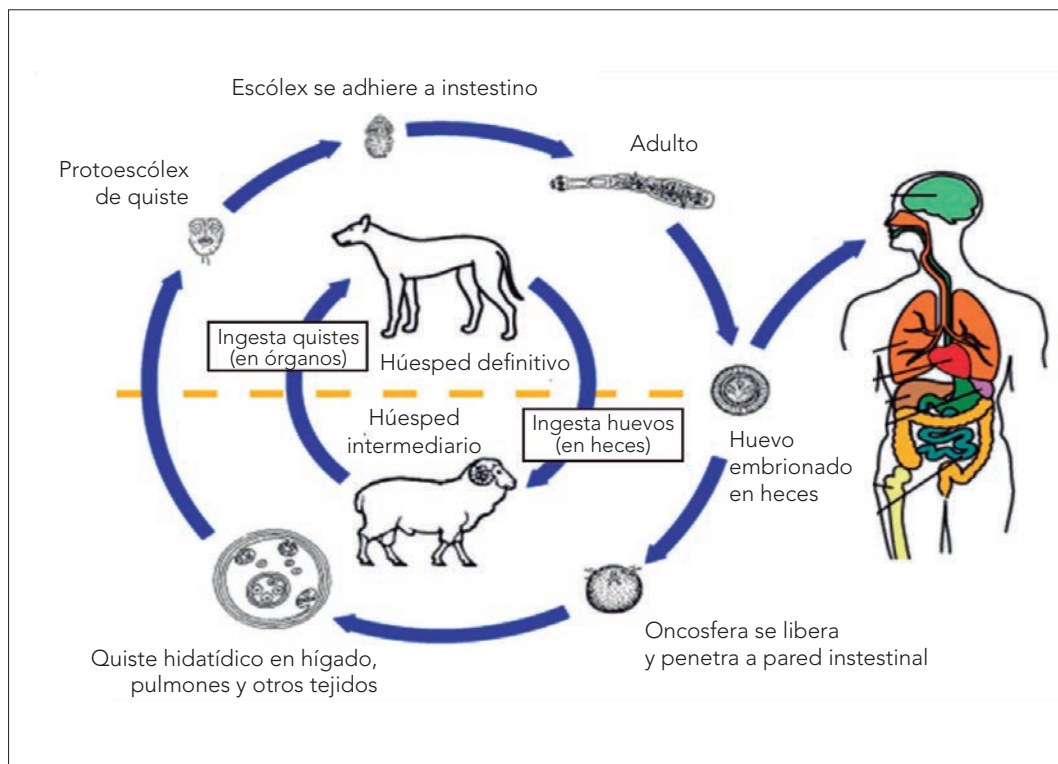 Escólex se adhiere a instestino
Adulto
Protoescólex
de quiste
Ingesta quistes
(en órganos)
Húesped definitivo
Húesped
intermediario
Ingesta huevos
(en heces)
Huevo
embrionado
en heces
Oncosfera se libera
y penetra a pared instestinal
Quiste hidatídico en hígado,
pulmones y otros tejidos